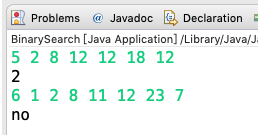 Problems @ Javadoc Declaration
BinarySearch [Java Application] /Library/Java/Ja
5 2 8 12 12 18 12
2
6 1 2 8 11 12 23 7
no